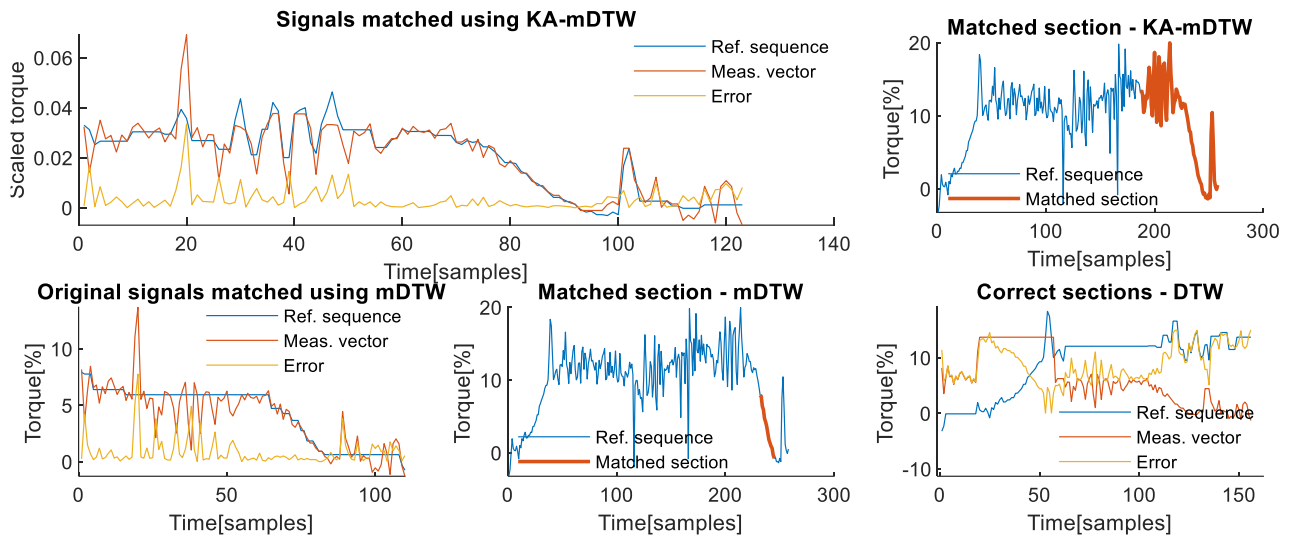 Signals matched using KA-mDTW
Scaled torque
0.06
0.04
0.02
0
0 20 40 60 80 100 120 140
Time[samples]
Ref. sequence
Meas. vector
Error
Matched section - KA-mDTW
Torque[%]
20
10
0
0 100 200 300
Time[samples]
Ref. sequence
Matched section
Original signals matched using mDTW
Torque[%]
10
5
0
0 50 100
Time[samples]
Ref. sequence
Meas. vector
Error
Matched section - mDTW
Torque[%]
20
10
0
0 100 200 300
Time[samples]
Ref. sequence
Matched section
Correct sections - DTW
Torque[%]
10
0
-10
0 50 100 150
Time[samples]
Ref. sequence
Meas. vector
Error